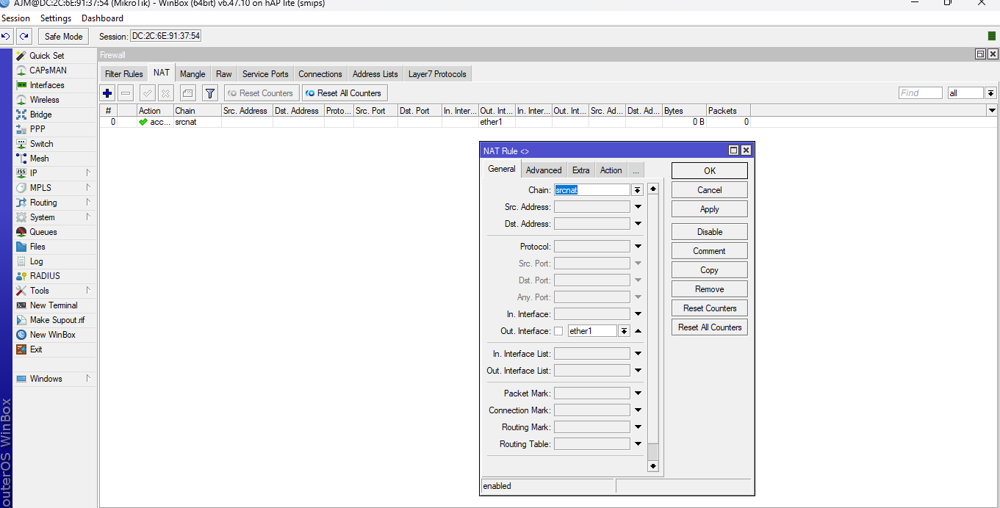 AJM@DC:2C:6E:91:37:54 (MikroTik) - WinBox (64bit) v6.47.10 on hAP lite (smips)
Session Settings Dashboard
Safe Mode Session: DC:2C:6E:91:37:54
Quick Set
CAPsMAN
Interfaces
Wireless
Bridge
PPP
Switch
Mesh
IP
MPLS
Routing
System
Queues
Files
Log
RADIUS
Tools
New Terminal
Make Supout.rif
New WinBox
Exit
Windows
outerOS WinBox
Firewall
Filter Rules NAT Mangle Raw Service Ports Connections Address Lists Layer7 Protocols
Reset Counters Reset All Counters Find all
# Action Chain Src. Address Dst. Address Proto... Src. Port Dst. Port In. Inter... Out. Int... In. Inter... Out. Int... Src. Ad... Dst. Ad... Bytes Packets
0 acc... srcnat ether1 0 B 0
NAT Rule <>
General Advanced Extra Action ...
Chain: srcnat
Src. Address:
Dst. Address:
Protocol:
Src. Port:
Dst. Port:
Any. Port:
In. Interface:
Out. Interface: ether1
In. Interface List:
Out. Interface List:
Packet Mark:
Connection Mark:
Routing Mark:
Routing Table:
OK
Cancel
Apply
Disable
Comment
Copy
Remove
Reset Counters
Reset All Counters
enabled